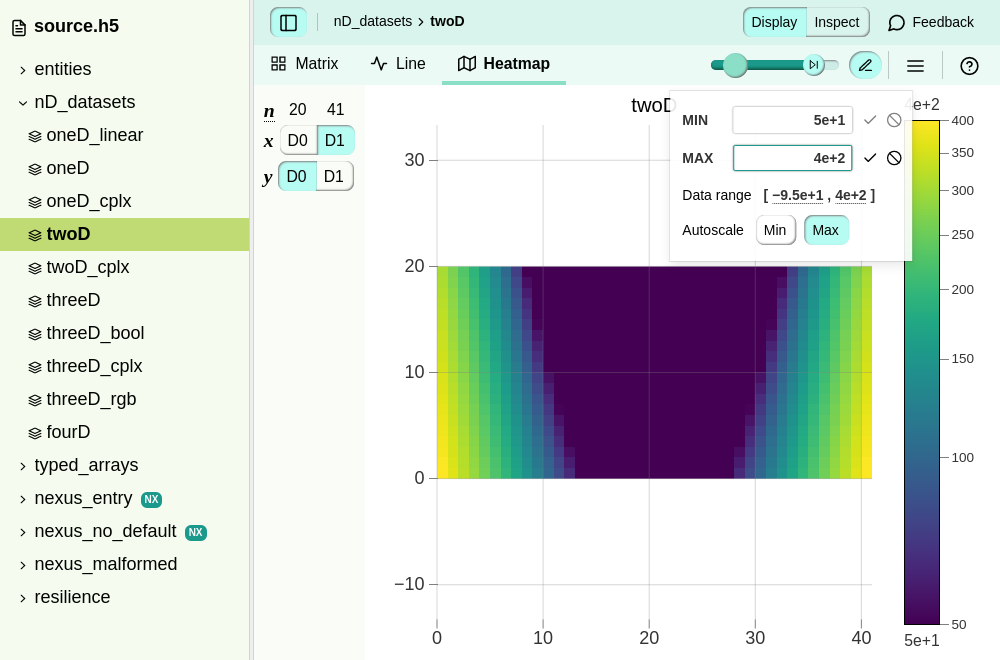 source.h5
entities
nD_datasets
oneD_linear
oneD
oneD_cplx
twoD
twoD_cplx
threeD
threeD_bool
threeD_cplx
threeD_rgb
fourD
typed_arrays
nexus_entry NX
nexus_no_default NX
nexus_malformed
resilience
nD_datasets › twoD
Display Inspect Feedback
Matrix Line Heatmap
n 20 41
x D0 D1
y D0 D1
twoD
MIN 5e+1
MAX 4e+2
Data range [ −9.5e+1 , 4e+2 ]
Autoscale Min Max
30
20
10
0
−10
0 10 20 30 40
4e+2
400
350
300
250
200
150
100
50
5e+1